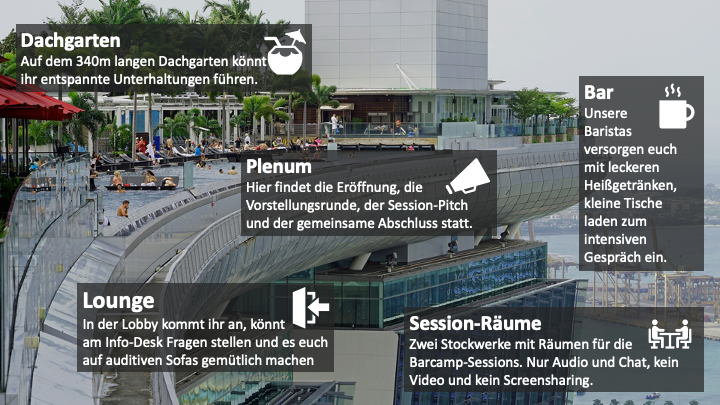 Dachgarten
Auf dem 340m langen Dachgarten könnt
ihr entspannte Unterhaltungen führen.
Bar
Unsere
Baristas
versorgen euch
mit leckeren
Heißgetränken,
kleine Tische
laden zum
intensiven
Gespräch ein.
Plenum
Hier findet die Eröffnung, die
Vorstellungsrunde, der Session-Pitch
und der gemeinsame Abschluss statt.
Lounge
In der Lobby kommt ihr an, könnt
am Info-Desk Fragen stellen und es euch
auf auditiven Sofas gemütlich machen
Session-Räume
Zwei Stockwerke mit Räumen für die
Barcamp-Sessions. Nur Audio und Chat, kein
Video und kein Screensharing.